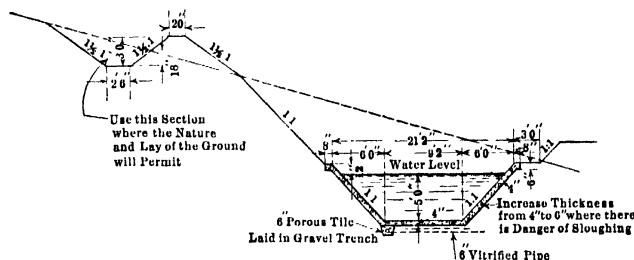 20"
1½:1
3'0"
1½:1
18"
1½:1
2'6"
Use this Section
where the Nature
and Lay of the Ground
will Permit
1:1
3'0"
21'2"
8"
6'0"
9'2"
6'0"
8"
1:1
Water Level
2'
6"
5'0"
4"
1:1
4"
1:1
Increase Thickness
from 4" to 6" where there
is Danger of Sloughing
6" Porous Tile
Laid in Gravel Trench
6" Vitrified Pipe